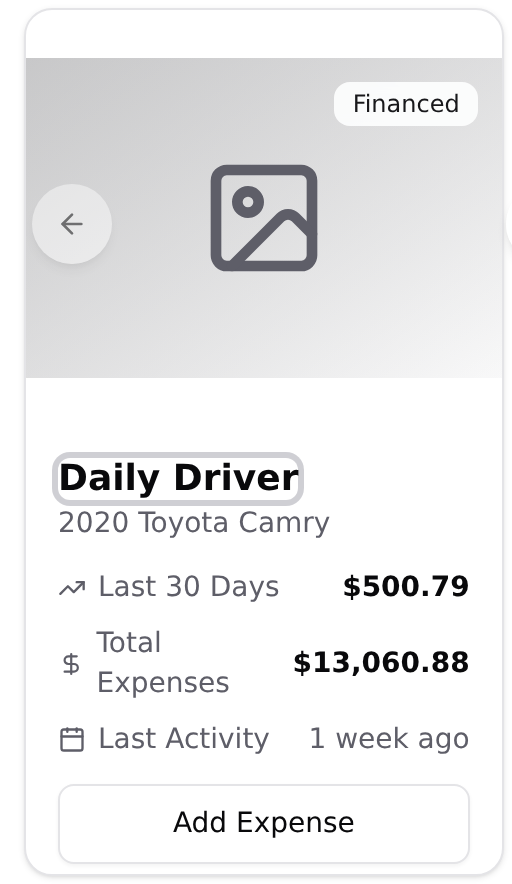 Financed
Daily Driver
2020 Toyota Camry
Last 30 Days $500.79
Total
Expenses $13,060.88
Last Activity 1 week ago
Add Expense